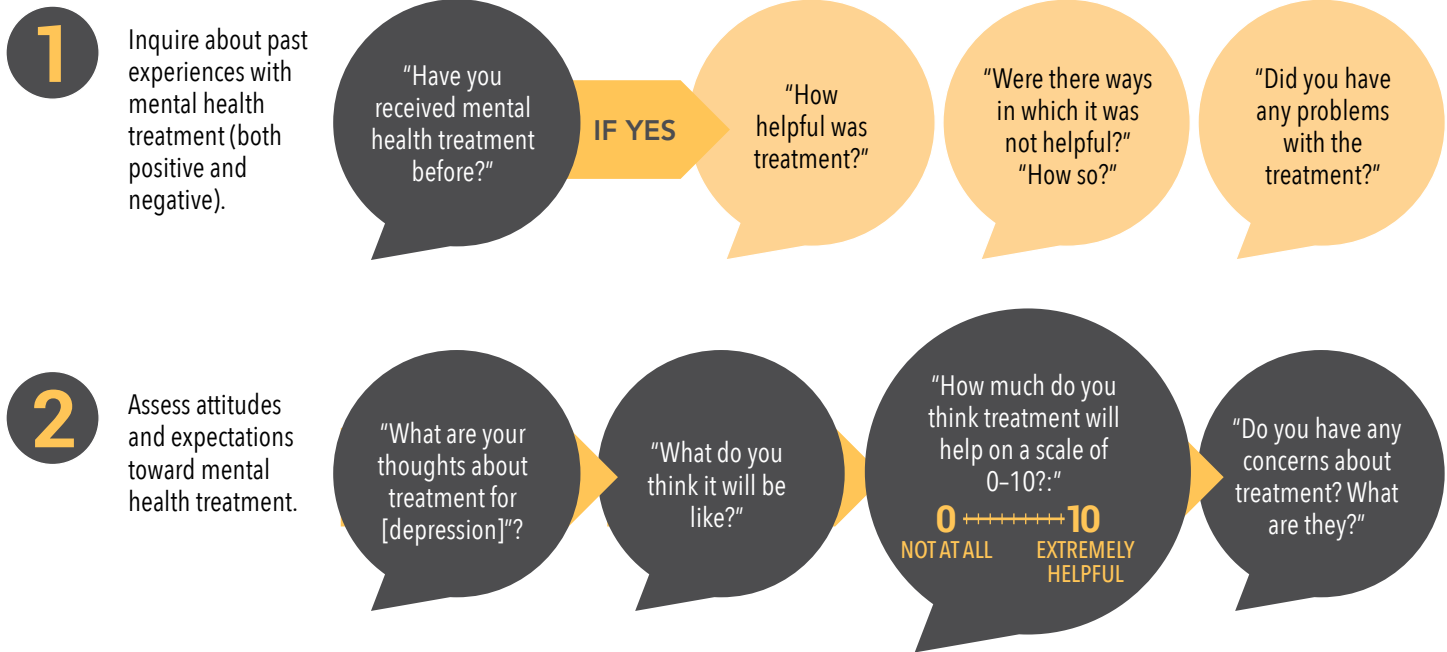 1
Inquire about past
experiences with
mental health
treatment (both
positive and
negative).
“Have you
received mental
health treatment
before?”
IF YES
“How
helpful was
treatment?”
“Were there ways
in which it was
not helpful?”
“How so?”
“Did you have
any problems
with the
treatment?”
2
Assess attitudes
and expectations
toward mental
health treatment.
“What are your
thoughts about
treatment for
[depression]“?
“What do you
think it will be
like?”
“How much do you
think treatment will
help on a scale of
0–10?:”
0 10
NOT AT ALL EXTREMELY
HELPFUL
“Do you have any
concerns about
treatment? What
are they?”